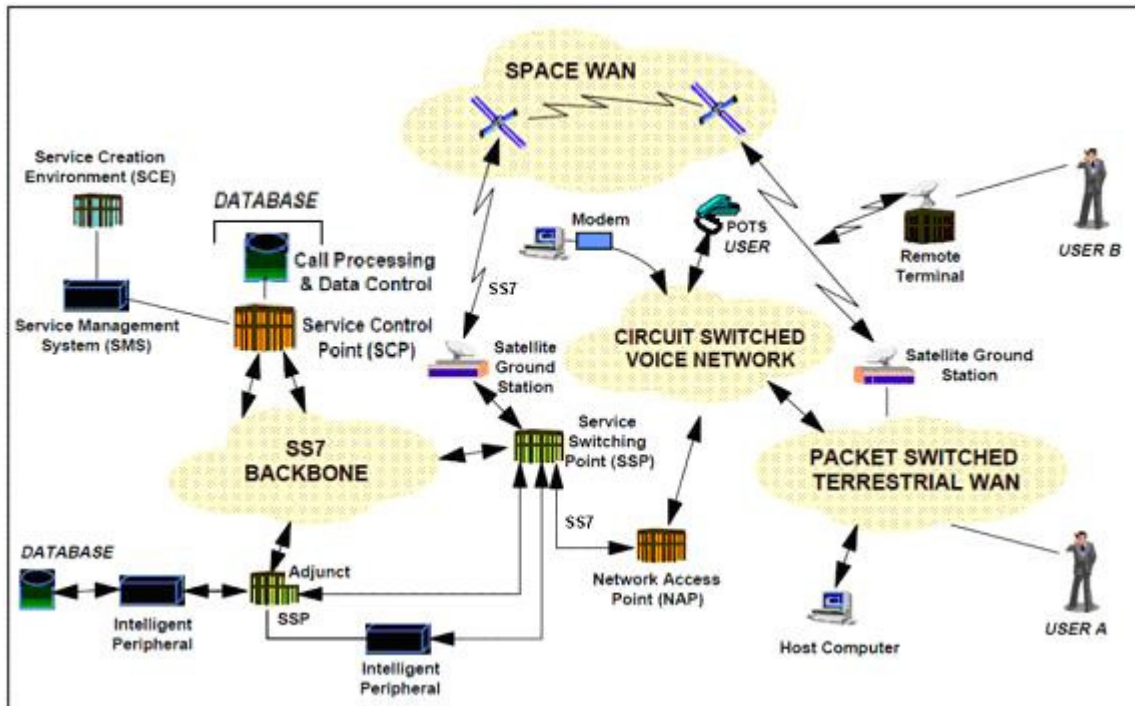 SPACE WAN
Service Creation
Environment (SCE)
DATABASE
Call Processing
& Data Control
Service Management
System (SMS)
Service Control
Point (SCP)
Modem
POTS
USER
Remote
Terminal
USER B
SS7
Satellite
Ground
Station
CIRCUIT SWITCHED
VOICE NETWORK
Satellite Ground
Station
SS7
BACKBONE
Service
Switching
Point (SSP)
PACKET SWITCHED
TERRESTRIAL WAN
SS7
DATABASE
Intelligent
Peripheral
Adjunct
SSP
Intelligent
Peripheral
Network Access
Point (NAP)
Host Computer
USER A